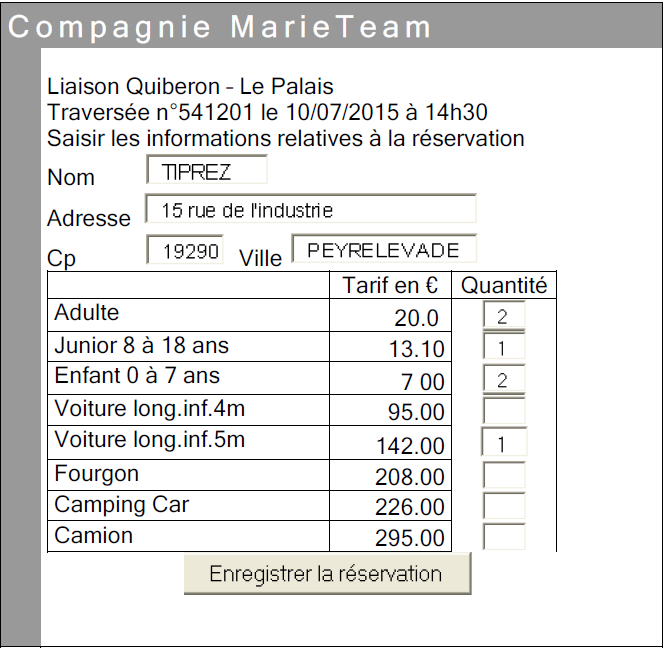 Compagnie MarieTeam
Liaison Quiberon - Le Palais
Traversée n°541201 le 10/07/2015 à 14h30
Saisir les informations relatives à la réservation
Nom TIPREZ
Adresse 15 rue de l'industrie
Cp 19290 Ville PEYRELEVADE
Tarif en € Quantité
Adulte 20.0 2
Junior 8 à 18 ans 13.10 1
Enfant 0 à 7 ans 7 00 2
Voiture long.inf.4m 95.00
Voiture long.inf.5m 142.00 1
Fourgon 208.00
Camping Car 226.00
Camion 295.00
Enregistrer la réservation